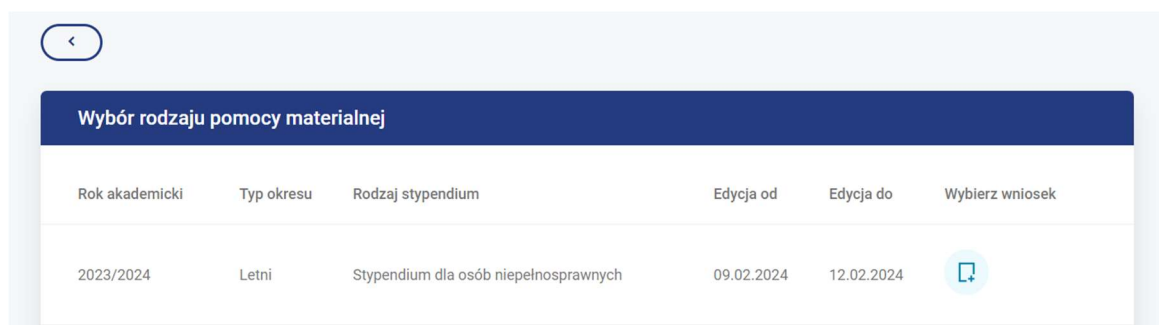 Wybór rodzaju pomocy materialnej
Rok akademicki Typ okresu Rodzaj stypendium Edycja od Edycja do Wybierz wniosek
2023/2024 Letni Stypendium dla osób niepełnosprawnych 09.02.2024 12.02.2024